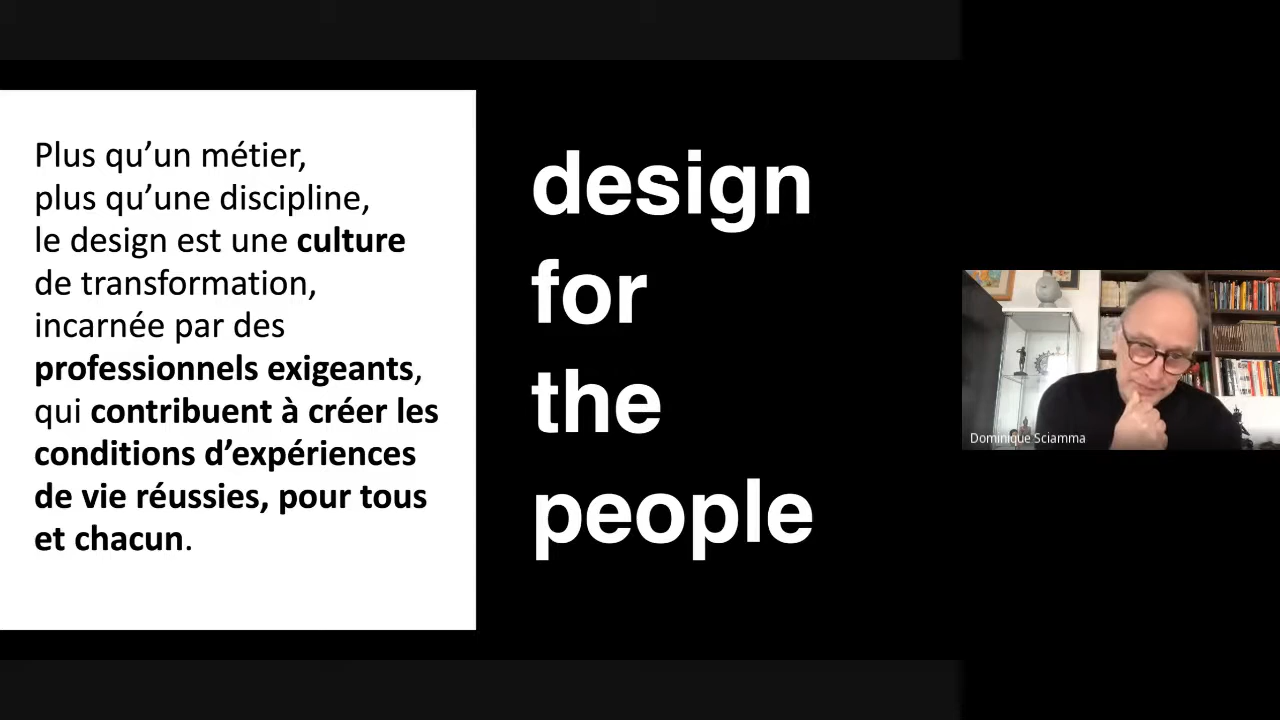 Plus qu’un métier,
plus qu’une discipline,
le design est une culture
de transformation,
incarnée par des
professionnels exigeants,
qui contribuent à créer les
conditions d’expériences
de vie réussies, pour tous
et chacun.
design
for
the
people
Dominique Sciamma